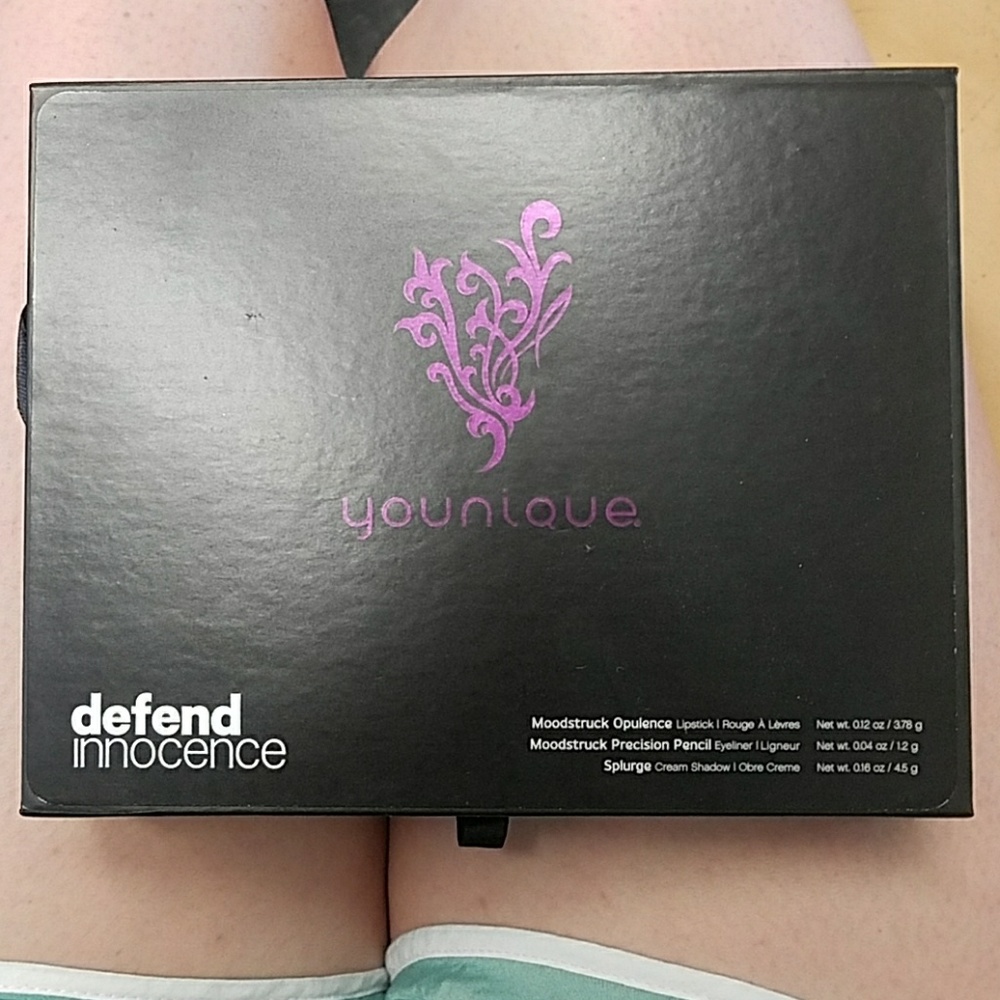 younique®
defend
innocence
Moodstruck Opulence Lipstick | Rouge À Lèvres Net wt. 0.12 oz / 3.78 g
Moodstruck Precision Pencil Eyeliner | Ligneur Net wt. 0.04 oz / 1.2 g
Splurge Cream Shadow | Obre Creme Net wt. 0.16 oz / 4.5 g